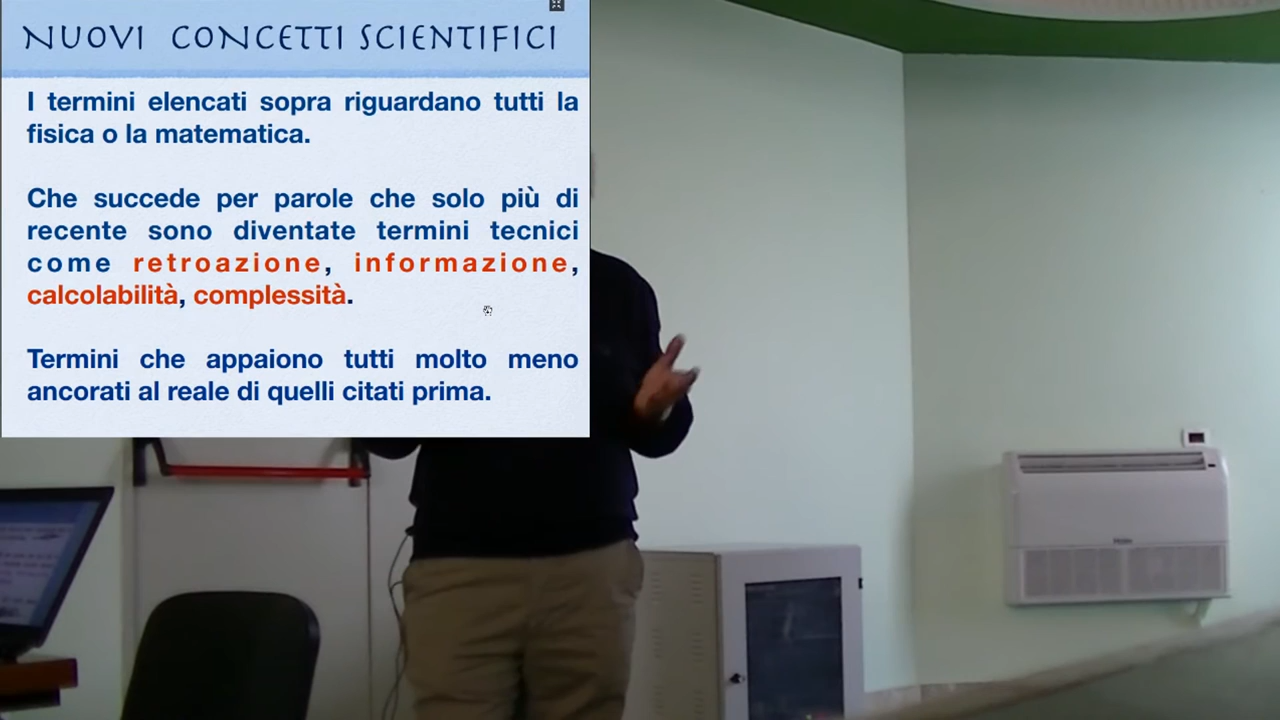 NUOVI CONCETTI SCIENTIFICI
I termini elencati sopra riguardano tutti la
fisica o la matematica.
Che succede per parole che solo più di
recente sono diventate termini tecnici
come retroazione, informazione,
calcolabilità, complessità.
Termini che appaiono tutti molto meno
ancorati al reale di quelli citati prima.